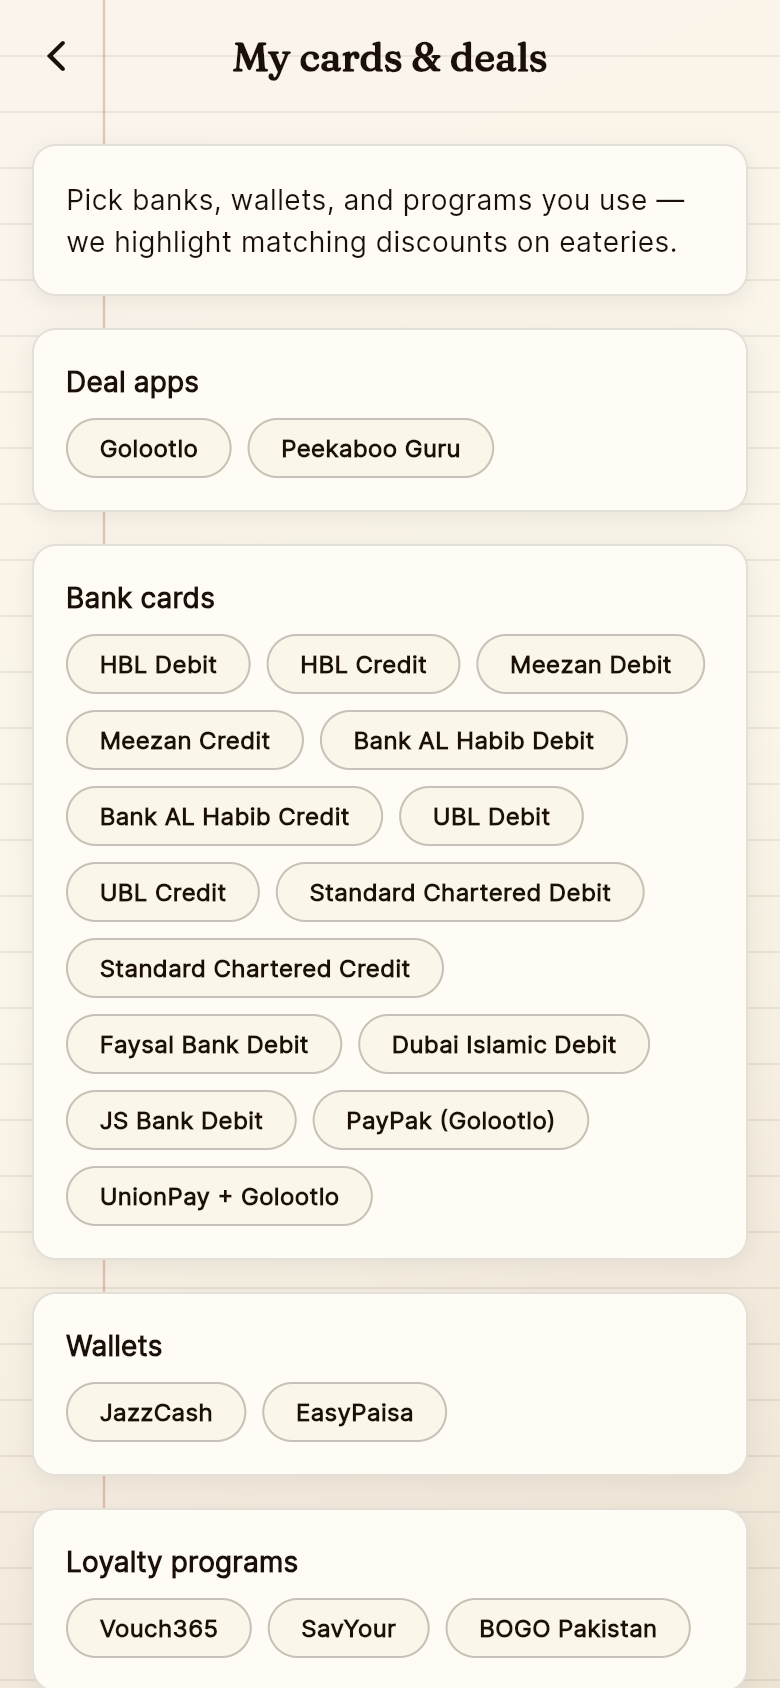 My cards & deals
Pick banks, wallets, and programs you use —
we highlight matching discounts on eateries.
Deal apps
Golootlo Peekaboo Guru
Bank cards
HBL Debit HBL Credit Meezan Debit
Meezan Credit Bank AL Habib Debit
Bank AL Habib Credit UBL Debit
UBL Credit Standard Chartered Debit
Standard Chartered Credit
Faysal Bank Debit Dubai Islamic Debit
JS Bank Debit PayPak (Golootlo)
UnionPay + Golootlo
Wallets
JazzCash EasyPaisa
Loyalty programs
Vouch365 SavYour BOGO Pakistan